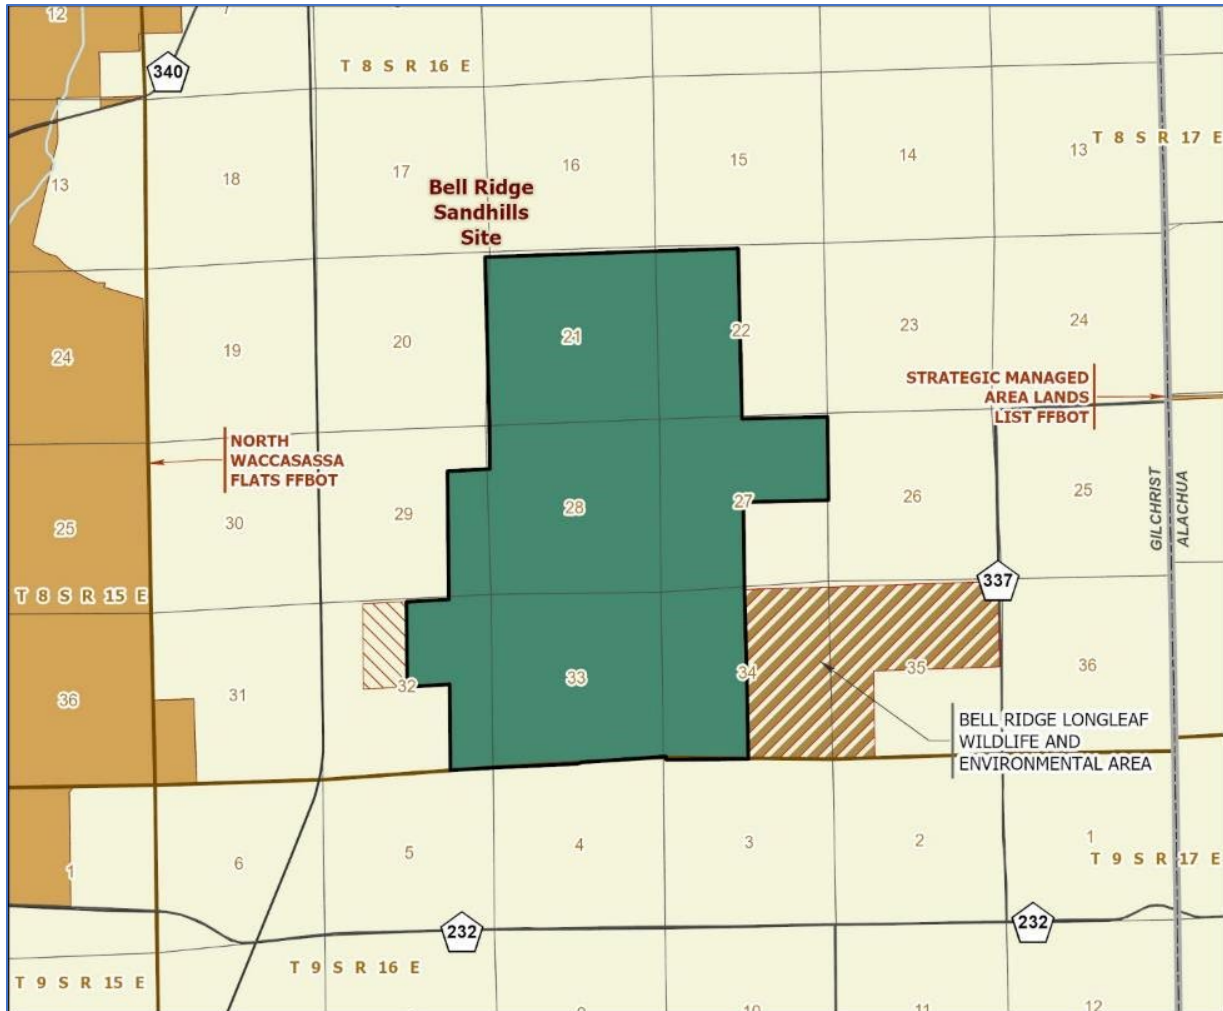 12
7
340
T 8 S R 16 E
T 8 S R 17 E
13
18
17
16
15
14
13
Bell Ridge
Sandhills
Site
24
19
20
21
22
23
24
STRATEGIC MANAGED
AREA LANDS
LIST FFBOT
NORTH
WACCASASSA
FLATS FFBOT
25
30
29
28
27
26
25
GILCHRIST
ALACHUA
T 8 S R 15 E
337
36
31
32
33
34
35
36
BELL RIDGE LONGLEAF
WILDLIFE AND
ENVIRONMENTAL AREA
1
6
5
4
3
2
1
T 9 S R 17 E
232
232
T 9 S R 15 E
T 9 S R 16 E
10
11
12